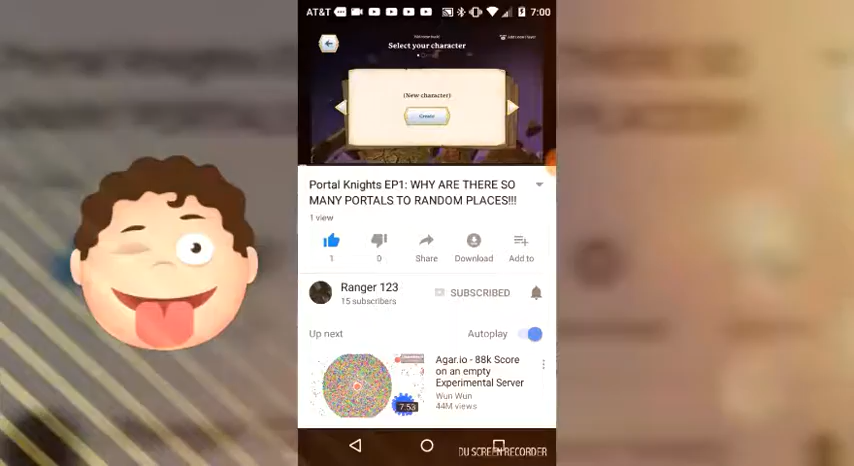 AT&T
7:00
Select your character
(New character)
Create
Portal Knights EP1: WHY ARE THERE SO
MANY PORTALS TO RANDOM PLACES!!!
1 view
1
0
Share
Download
Add to
Ranger 123
15 subscribers
SUBSCRIBED
Up next
Autoplay
Agar.io - 88k Score
on an empty
Experimental Server
Wun Wun
44M views
7:53
DU SCREEN RECORDER